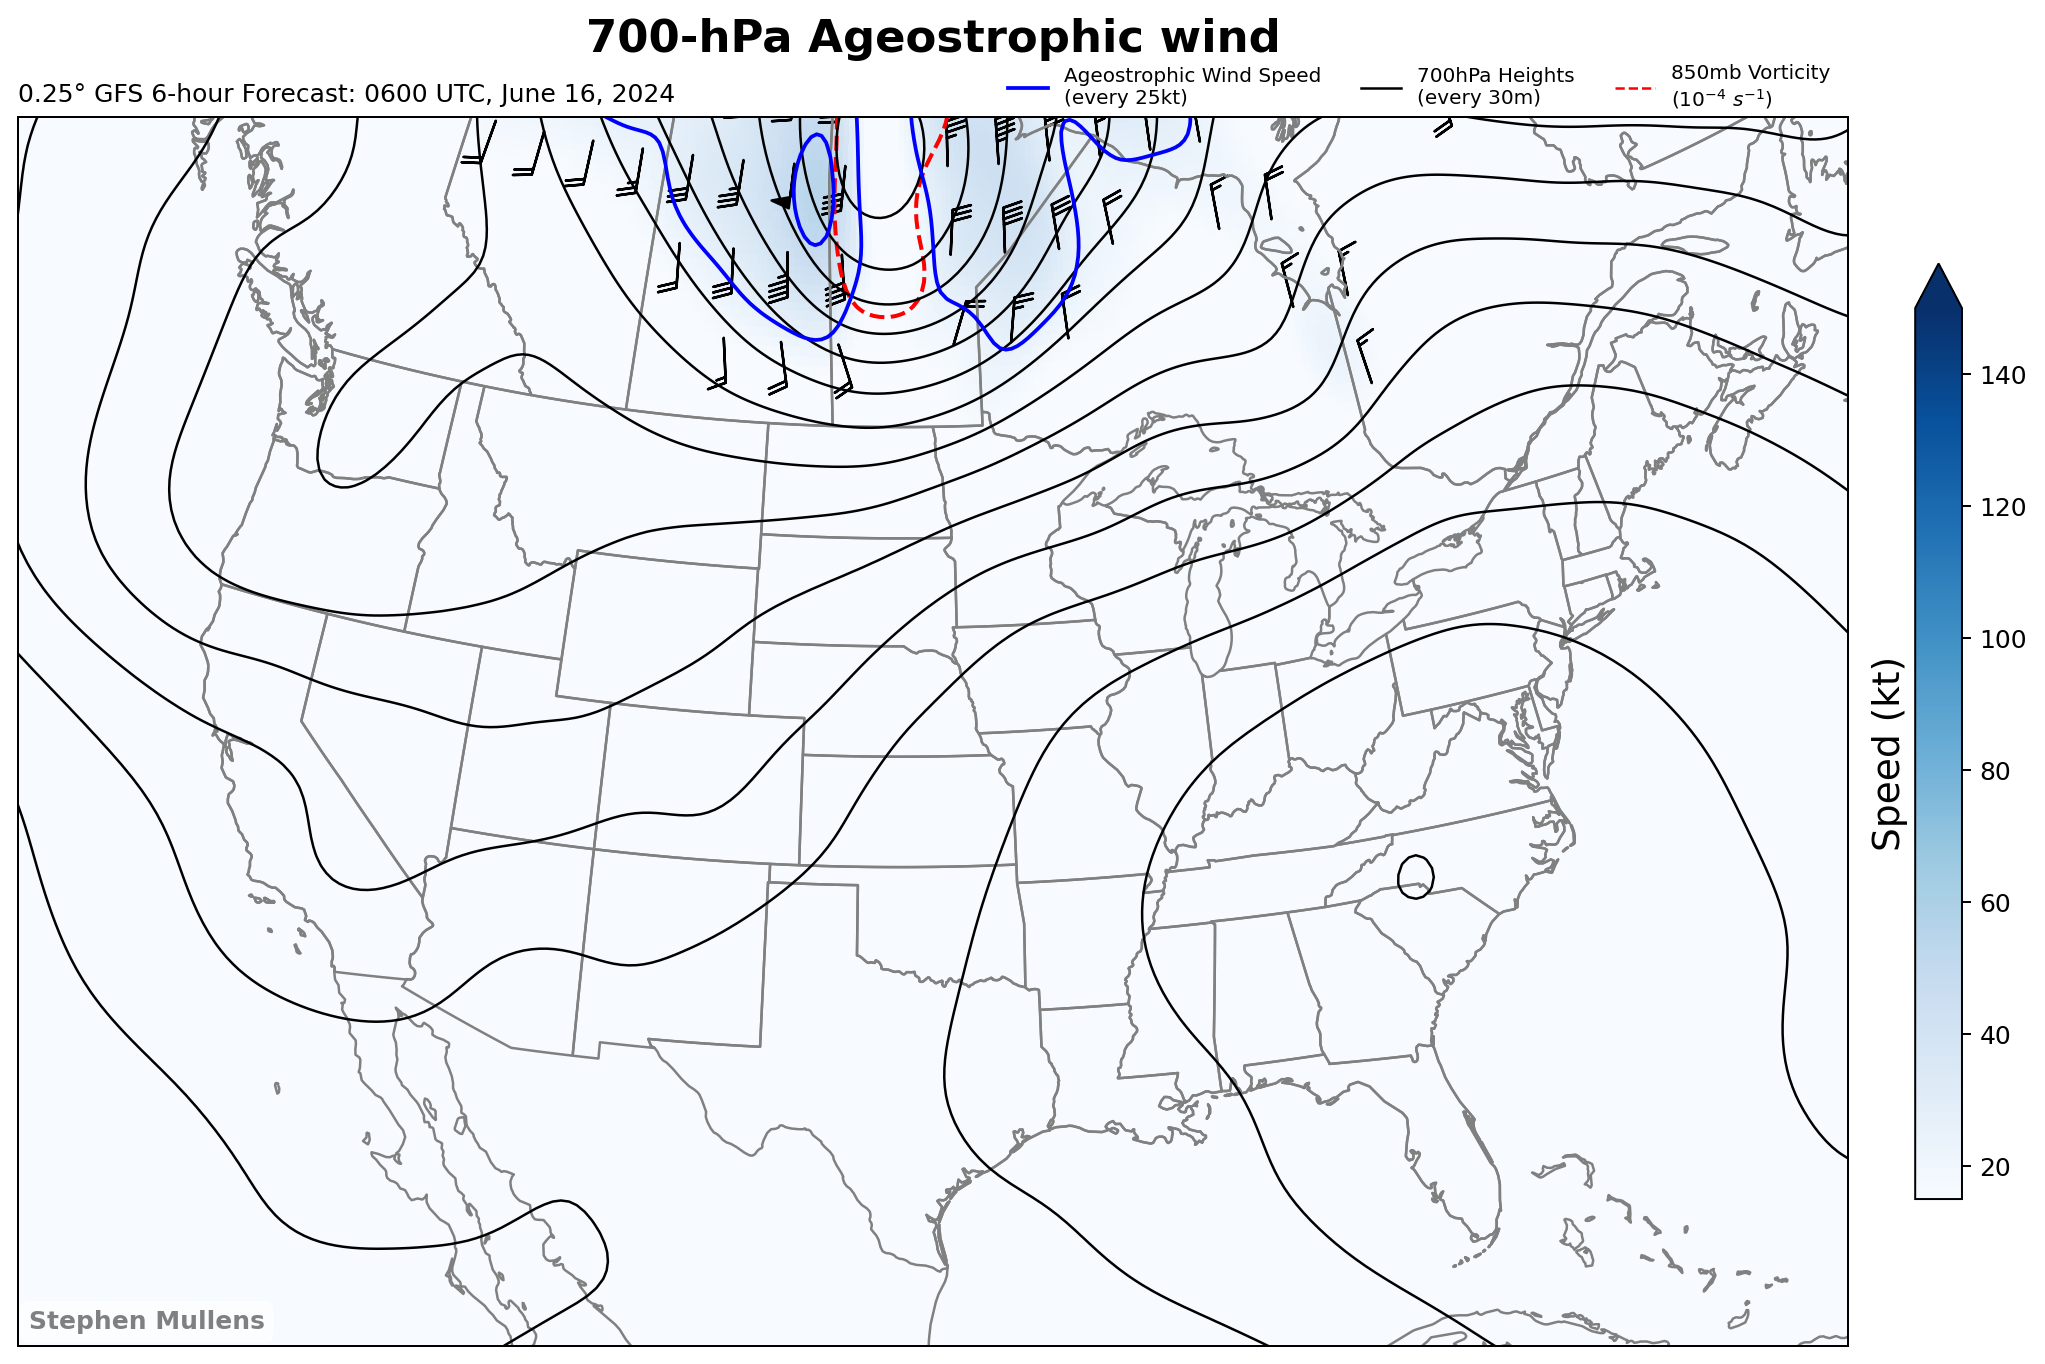 700-hPa Ageostrophic wind
0.25° GFS 6-hour Forecast: 0600 UTC, June 16, 2024
Ageostrophic Wind Speed
(every 25kt)
700hPa Heights
(every 30m)
850mb Vorticity
(10⁻⁴ s⁻¹)
140
120
100
80
60
40
20
Speed (kt)
Stephen Mullens